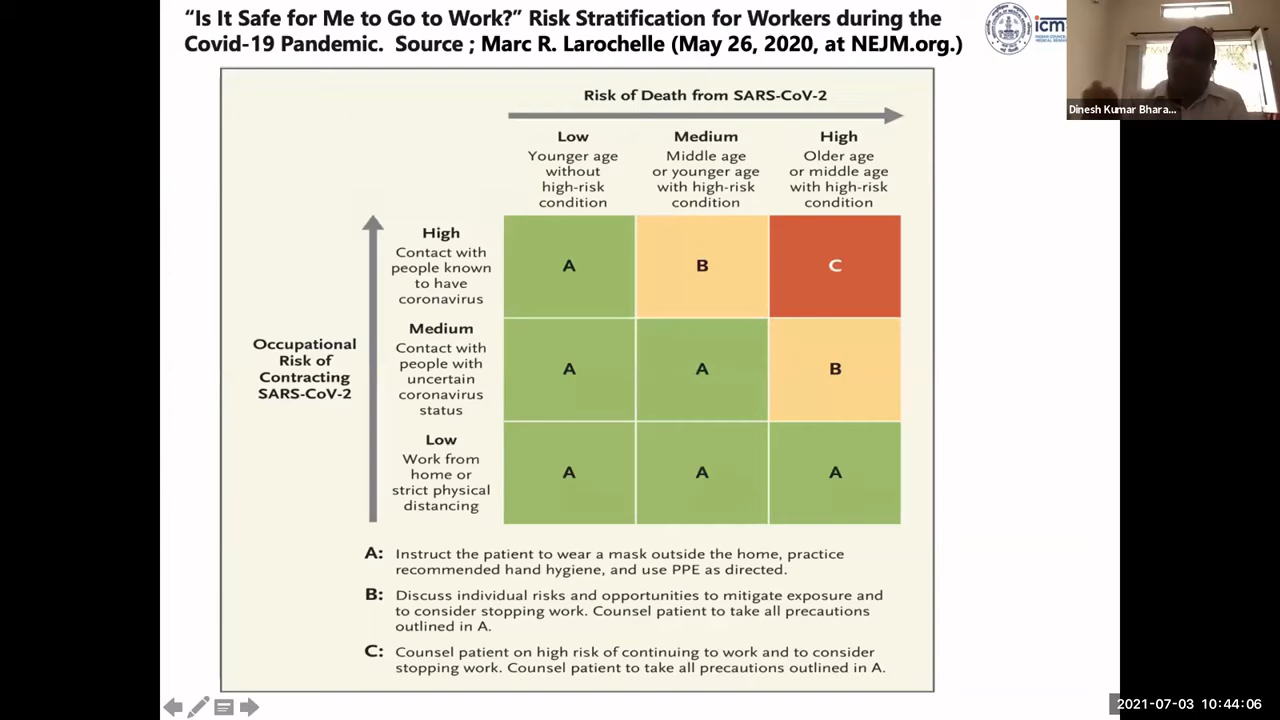 “Is It Safe for Me to Go to Work?” Risk Stratification for Workers during the
Covid-19 Pandemic. Source ; Marc R. Larochelle (May 26, 2020, at NEJM.org.)
icm
Dinesh Kumar Bhara...
Risk of Death from SARS-CoV-2
Low
Younger age
without
high-risk
condition
Medium
Middle age
or younger age
with high-risk
condition
High
Older age
or middle age
with high-risk
condition
Occupational
Risk of
Contracting
SARS-CoV-2
High
Contact with
people known
to have
coronavirus
A
B
C
Medium
Contact with
people with
uncertain
coronavirus
status
A
A
B
Low
Work from
home or
strict physical
distancing
A
A
A
A: Instruct the patient to wear a mask outside the home, practice
recommended hand hygiene, and use PPE as directed.
B: Discuss individual risks and opportunities to mitigate exposure and
to consider stopping work. Counsel patient to take all precautions
outlined in A.
C: Counsel patient on high risk of continuing to work and to consider
stopping work. Counsel patient to take all precautions outlined in A.
2021-07-03 10:44:06